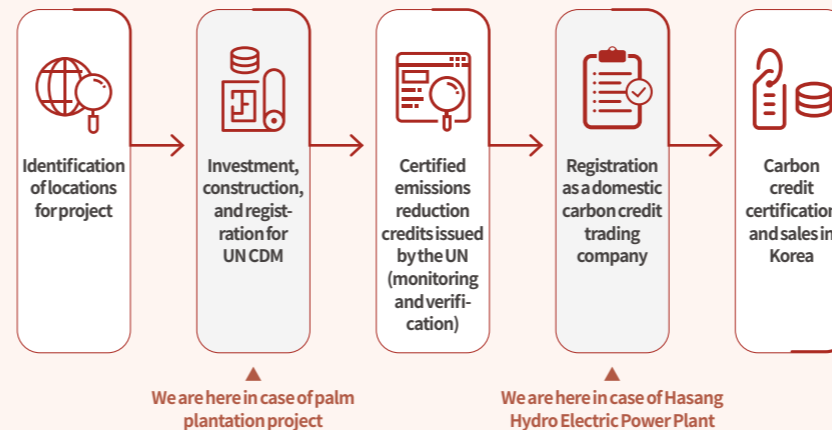 Identification
of locations
for project
Investment,
construction,
and regist-
ration for
UN CDM
Certified
emissions
reduction
credits issued
by the UN
(monitoring
and verifi-
cation)
Registration
as a domestic
carbon credit
trading
company
Carbon
credit
certification
and sales in
Korea
We are here in case of palm
plantation project
We are here in case of Hasang
Hydro Electric Power Plant